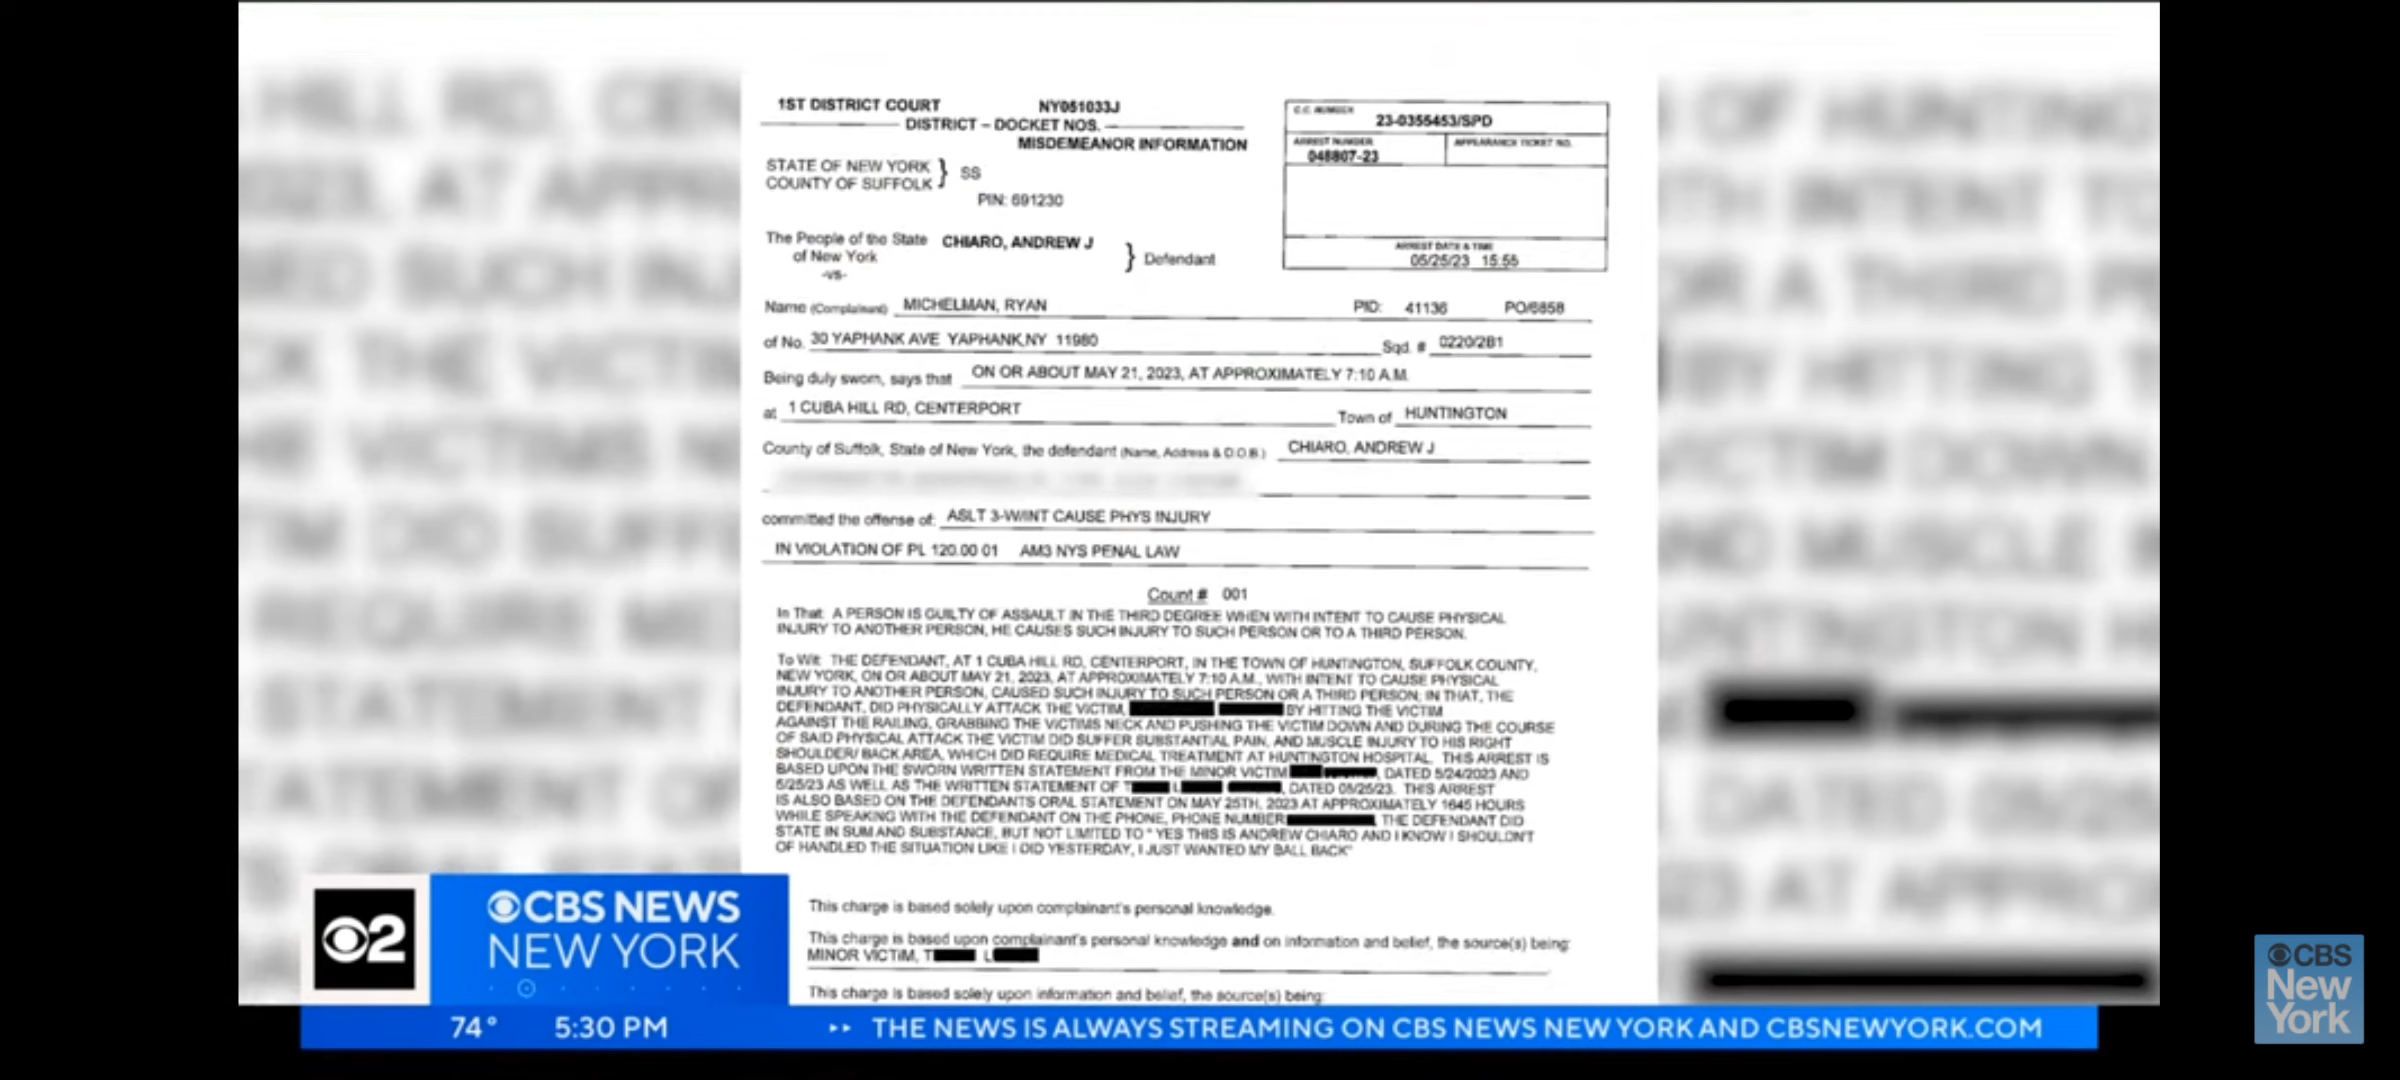 1ST DISTRICT COURT NY051033J
DISTRICT – DOCKET NOS.
MISDEMEANOR INFORMATION
C.C. NUMBER
23-0355453/SPD
ARREST NUMBER
048807-23
APPEARANCE TICKET NO.
ARREST DATE & TIME
05/25/23 15:55
STATE OF NEW YORK } SS
COUNTY OF SUFFOLK
PIN: 691230
The People of the State CHIARO, ANDREW J
of New York } Defendant
-vs-
Name (Complainant) MICHELMAN, RYAN PID: 41136 PO/6858
of No. 30 YAPHANK AVE YAPHANK,NY 11980 Sqd. # 0220/2B1
Being duly sworn, says that ON OR ABOUT MAY 21, 2023, AT APPROXIMATELY 7:10 A.M.
at 1 CUBA HILL RD, CENTERPORT Town of HUNTINGTON
County of Suffolk, State of New York, the defendant (Name, Address & D.O.B.) CHIARO, ANDREW J
committed the offense of: ASLT 3-W/INT CAUSE PHYS INJURY
IN VIOLATION OF PL 120.00 01 AM3 NYS PENAL LAW
Count # 001
In That: A PERSON IS GUILTY OF ASSAULT IN THE THIRD DEGREE WHEN WITH INTENT TO CAUSE PHYSICAL
INJURY TO ANOTHER PERSON, HE CAUSES SUCH INJURY TO SUCH PERSON OR TO A THIRD PERSON.
To Wit: THE DEFENDANT, AT 1 CUBA HILL RD, CENTERPORT, IN THE TOWN OF HUNTINGTON, SUFFOLK COUNTY,
NEW YORK, ON OR ABOUT MAY 21, 2023, AT APPROXIMATELY 7:10 A.M., WITH INTENT TO CAUSE PHYSICAL
INJURY TO ANOTHER PERSON, CAUSED SUCH INJURY TO SUCH PERSON OR A THIRD PERSON; IN THAT, THE
DEFENDANT, DID PHYSICALLY ATTACK THE VICTIM, BY HITTING THE VICTIM
AGAINST THE RAILING, GRABBING THE VICTIMS NECK AND PUSHING THE VICTIM DOWN AND DURING THE COURSE
OF SAID PHYSICAL ATTACK THE VICTIM DID SUFFER SUBSTANTIAL PAIN, AND MUSCLE INJURY TO HIS RIGHT
SHOULDER/ BACK AREA, WHICH DID REQUIRE MEDICAL TREATMENT AT HUNTINGTON HOSPITAL. THIS ARREST IS
BASED UPON THE SWORN WRITTEN STATEMENT FROM THE MINOR VICTIM , DATED 5/24/2023 AND
5/25/23 AS WELL AS THE WRITTEN STATEMENT OF T L , DATED 05/25/23. THIS ARREST
IS ALSO BASED ON THE DEFENDANTS ORAL STATEMENT ON MAY 25TH, 2023 AT APPROXIMATELY 1645 HOURS
WHILE SPEAKING WITH THE DEFENDANT ON THE PHONE, PHONE NUMBER , THE DEFENDANT DID
STATE IN SUM AND SUBSTANCE, BUT NOT LIMITED TO " YES THIS IS ANDREW CHIARO AND I KNOW I SHOULDN'T
OF HANDLED THE SITUATION LIKE I DID YESTERDAY, I JUST WANTED MY BALL BACK"
This charge is based solely upon complainant's personal knowledge.
This charge is based upon complainant's personal knowledge and on information and belief, the source(s) being:
MINOR VICTIM, T L
This charge is based solely upon information and belief, the source(s) being:
2
CBS NEWS
NEW YORK
74° 5:30 PM THE NEWS IS ALWAYS STREAMING ON CBS NEWS NEW YORK AND CBSNEWYORK.COM
CBS
New
York